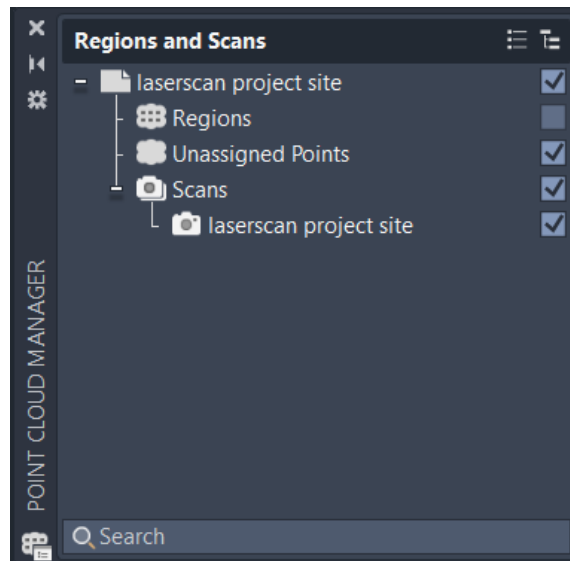 Regions and Scans
laserscan project site
Regions
Unassigned Points
Scans
laserscan project site
POINT CLOUD MANAGER
Search